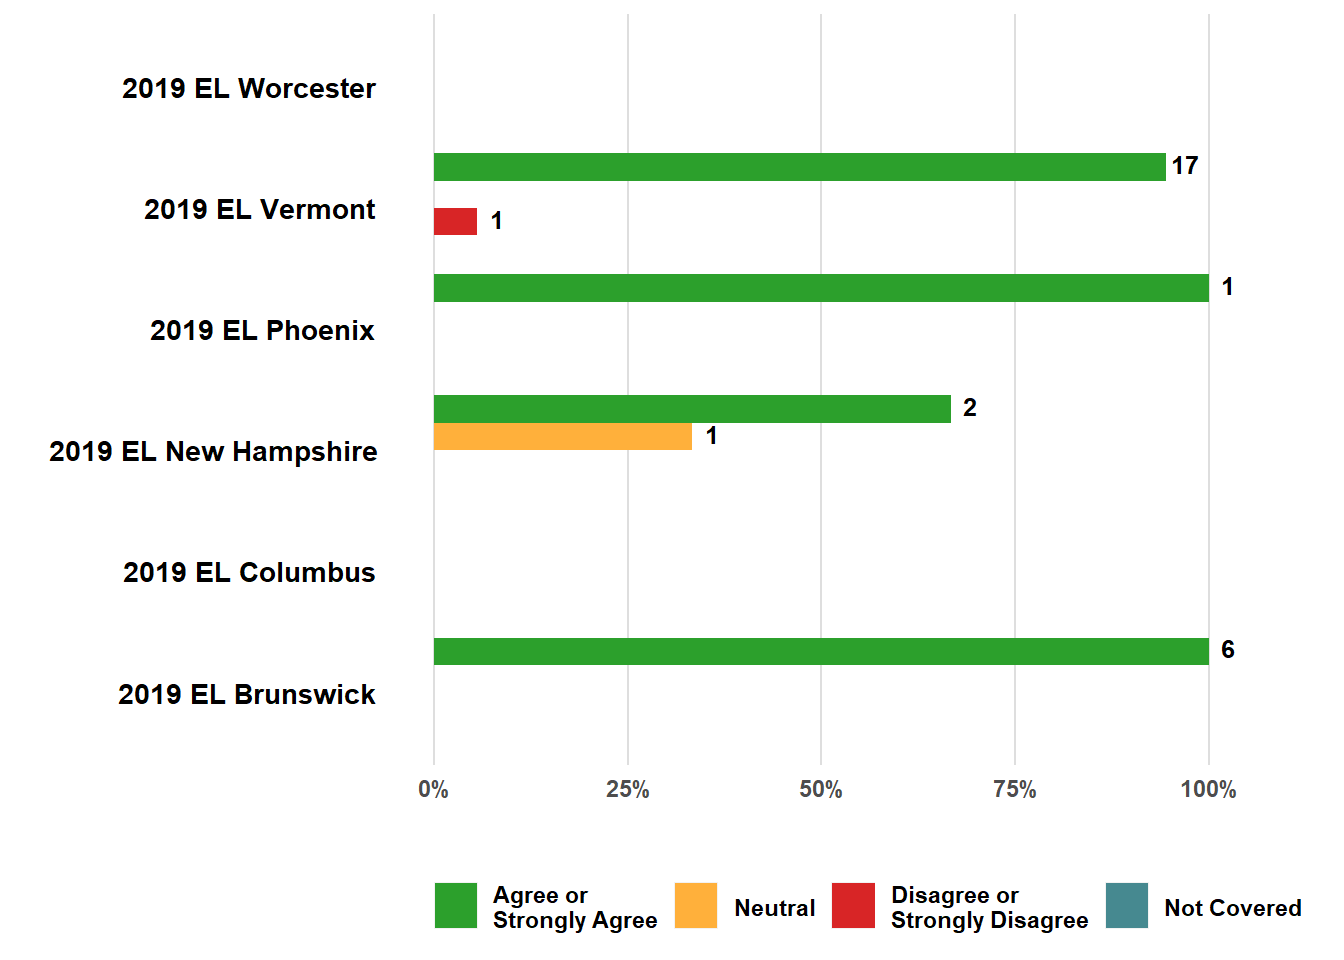 2019 EL Worcester
17
2019 EL Vermont
1
1
2019 EL Phoenix
2
1
2019 EL New Hampshire
2019 EL Columbus
6
2019 EL Brunswick
0% 25% 50% 75% 100%
Agree or
Strongly Agree
Neutral
Disagree or
Strongly Disagree
Not Covered